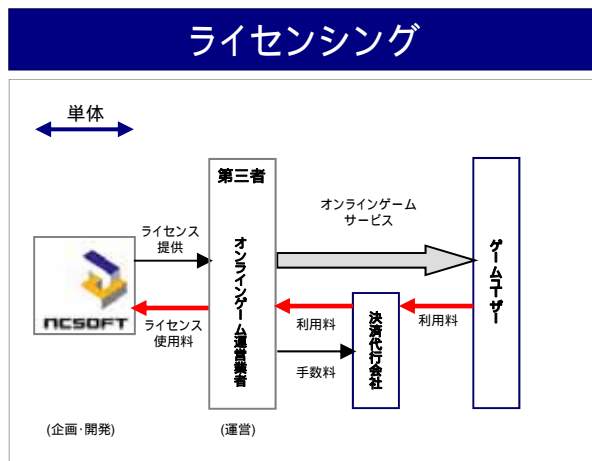 ライセンシング
単体
第三者
オンラインゲーム
サービス
ライセンス
提供
オンラインゲーム運営業者
ゲームユーザー
NCSOFT
ライセンス
使用料
利用料
決済代行会社
利用料
手数料
(企画・開発)
(運営)